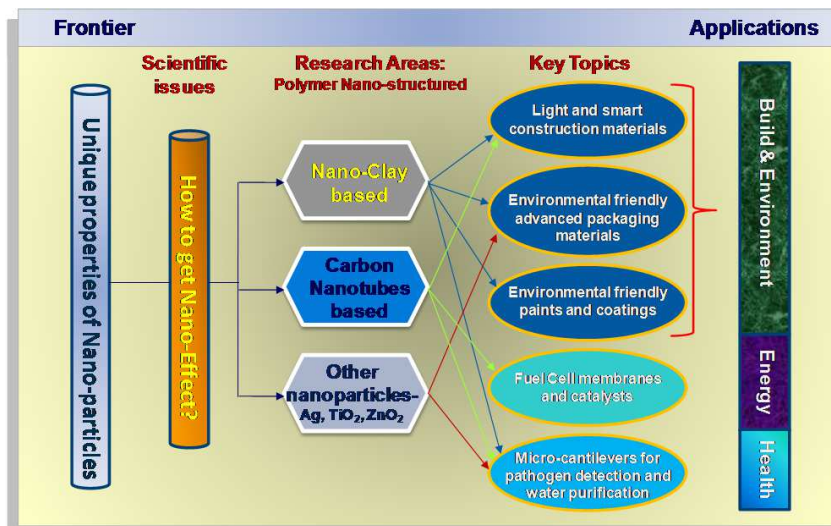 Frontier
Applications
Scientific
issues
Research Areas:
Polymer Nano-structured
Key Topics
Unique properties of Nano-particles
How to get Nano-Effect?
Nano-Clay
based
Carbon
Nanotubes
based
Other
nanoparticles-
Ag, TiO₂, ZnO₂
Light and smart
construction materials
Environmental friendly
advanced packaging
materials
Environmental friendly
paints and coatings
Fuel Cell membranes
and catalysts
Micro-cantilevers for
pathogen detection and
water purification
Build & Environment
Energy
Health